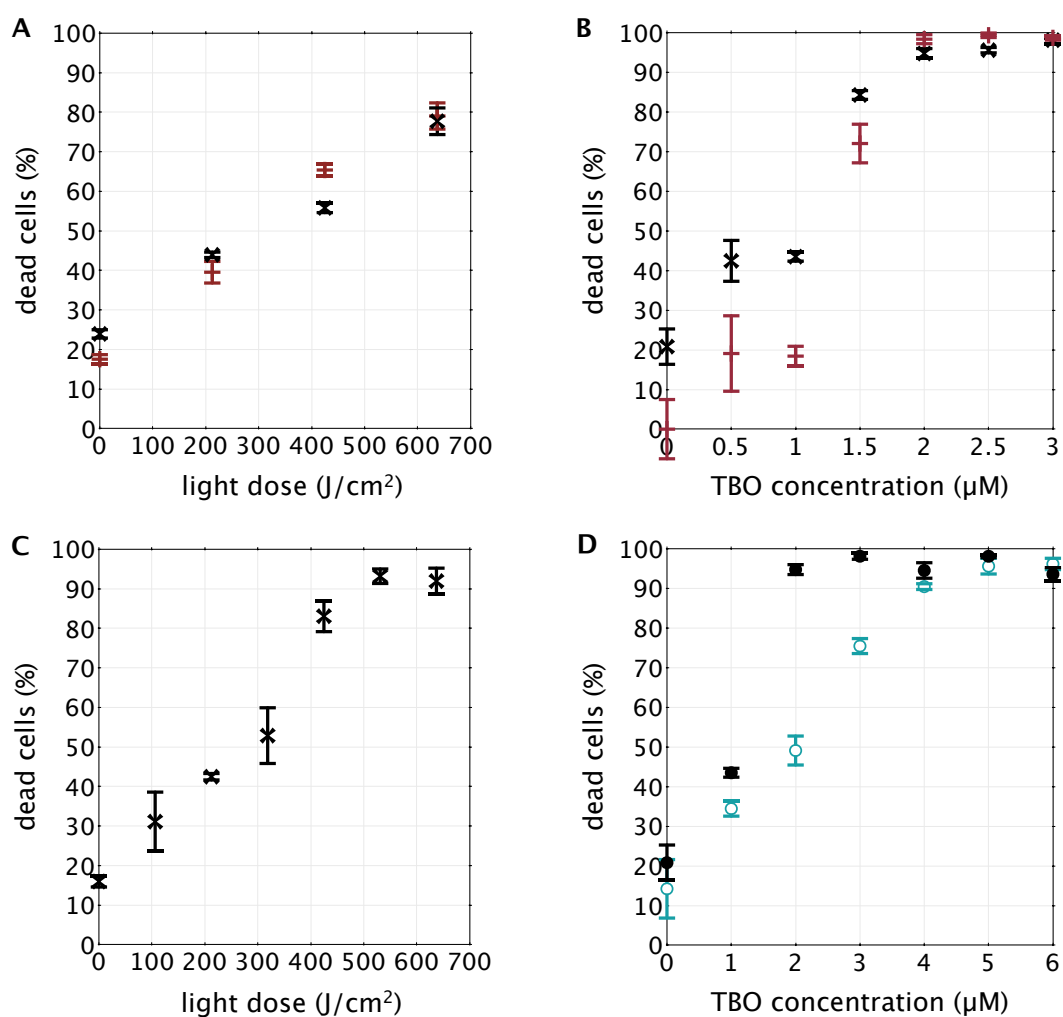 A
100
90
80
70
60
50
40
30
20
10
0
dead cells (%)
0 100 200 300 400 500 600 700
light dose (J/cm²)
B
100
90
80
70
60
50
40
30
20
10
0
dead cells (%)
0 0.5 1 1.5 2 2.5 3
TBO concentration (µM)
C
100
90
80
70
60
50
40
30
20
10
0
dead cells (%)
0 100 200 300 400 500 600 700
light dose (J/cm²)
D
100
90
80
70
60
50
40
30
20
10
0
dead cells (%)
0 1 2 3 4 5 6
TBO concentration (µM)